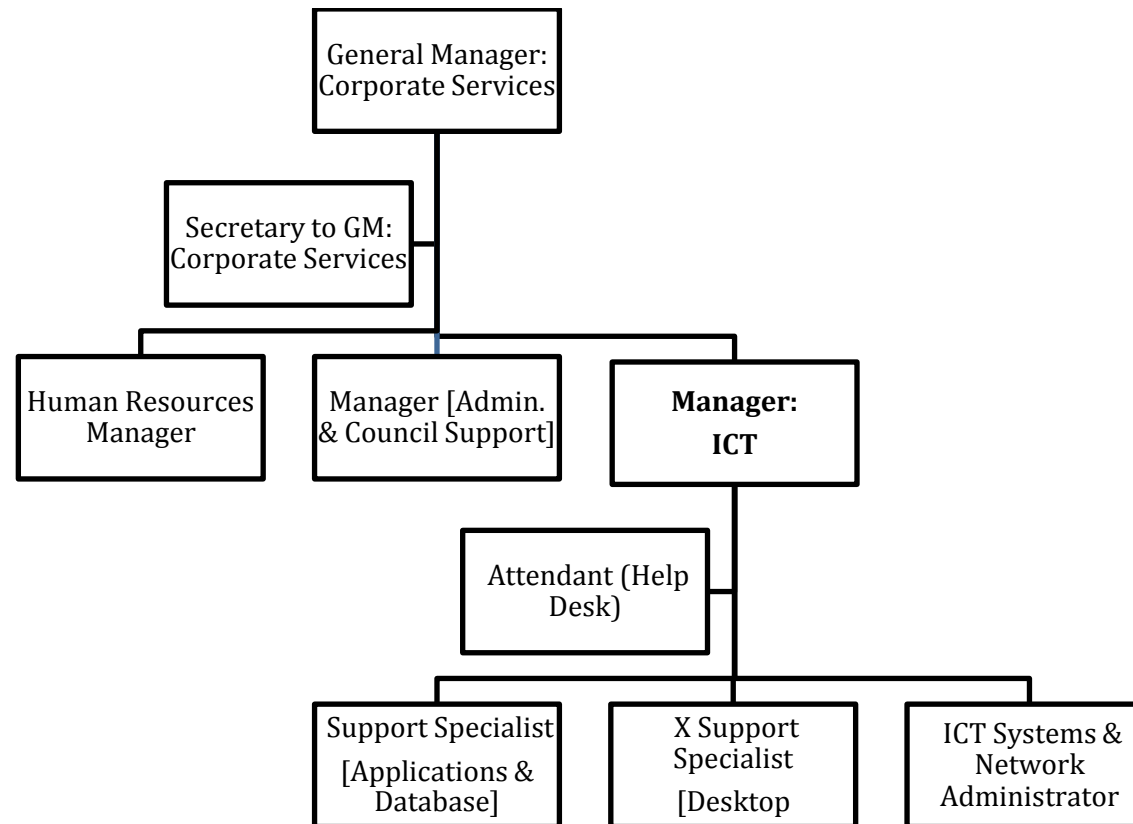 General Manager:
Corporate Services
Secretary to GM:
Corporate Services
Human Resources
Manager
Manager [Admin.
& Council Support]
Manager:
ICT
Attendant (Help
Desk)
Support Specialist
[Applications &
Database]
X Support
Specialist
[Desktop
ICT Systems &
Network
Administrator